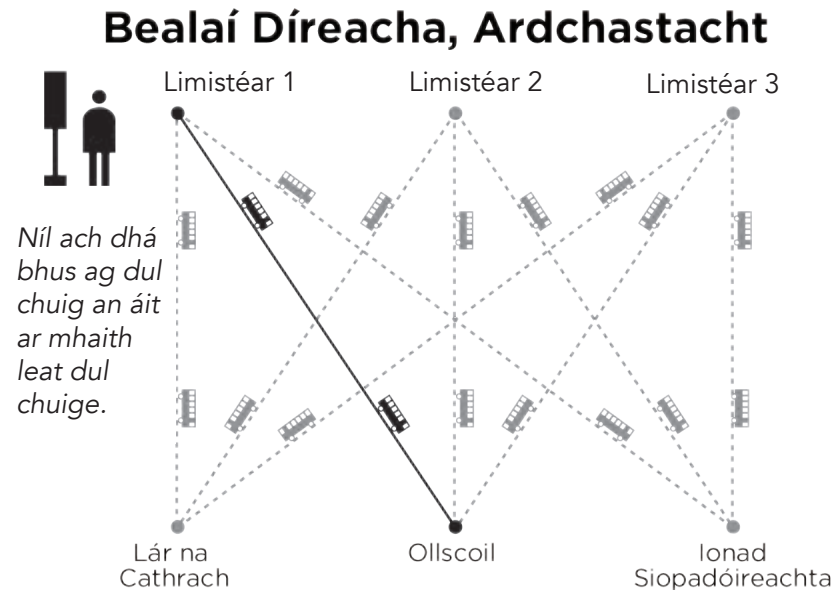 Bealaí Díreacha, Ardchastacht
Limistéar 1
Limistéar 2
Limistéar 3
Níl ach dhá
bhus ag dul
chuig an áit
ar mhaith
leat dul
chuige.
Lár na
Cathrach
Ollscoil
Ionad
Siopadóireachta